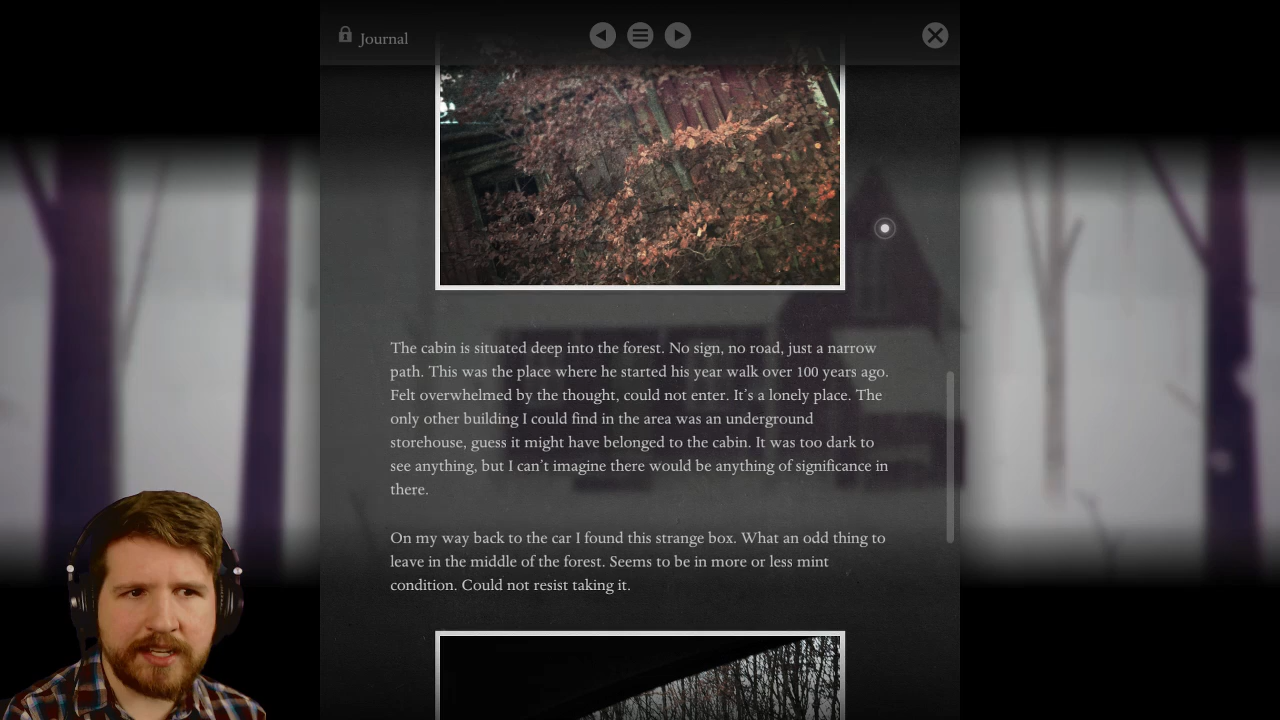 Journal
The cabin is situated deep into the forest. No sign, no road, just a narrow
path. This was the place where he started his year walk over 100 years ago.
Felt overwhelmed by the thought, could not enter. It's a lonely place. The
only other building I could find in the area was an underground
storehouse, guess it might have belonged to the cabin. It was too dark to
see anything, but I can't imagine there would be anything of significance in
there.
On my way back to the car I found this strange box. What an odd thing to
leave in the middle of the forest. Seems to be in more or less mint
condition. Could not resist taking it.